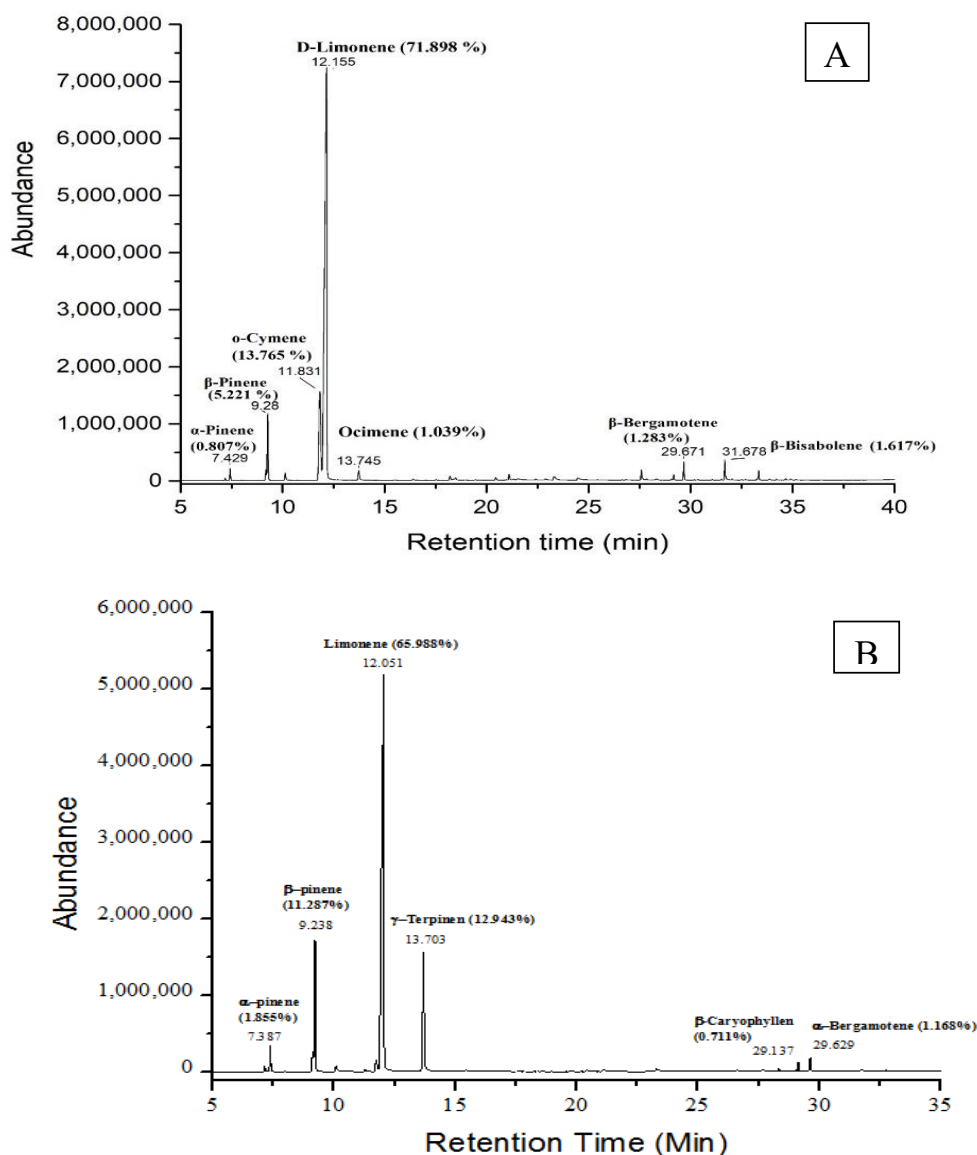 A
8,000,000
7,000,000
6,000,000
5,000,000
4,000,000
3,000,000
2,000,000
1,000,000
0
Abundance
D-Limonene (71.898 %)
12.155
o-Cymene
(13.765 %)
11.831
β-Pinene
(5.221 %)
9.28
α-Pinene
(0.807%)
7.429
Ocimene (1.039%)
13.745
β-Bergamotene
(1.283%)
29.671
31.678
β-Bisabolene (1.617%)
5 10 15 20 25 30 35 40
Retention time (min)
B
6,000,000
5,000,000
4,000,000
3,000,000
2,000,000
1,000,000
0
Abundance
Limonene (65.988%)
12.051
β–pinene
(11.287%)
9.238
γ–Terpinen (12.943%)
13.703
α–pinene
(1.855%)
7.387
β-Caryophyllen
(0.711%)
29.137
α–Bergamotene (1.168%)
29.629
5 10 15 20 25 30 35
Retention Time (Min)